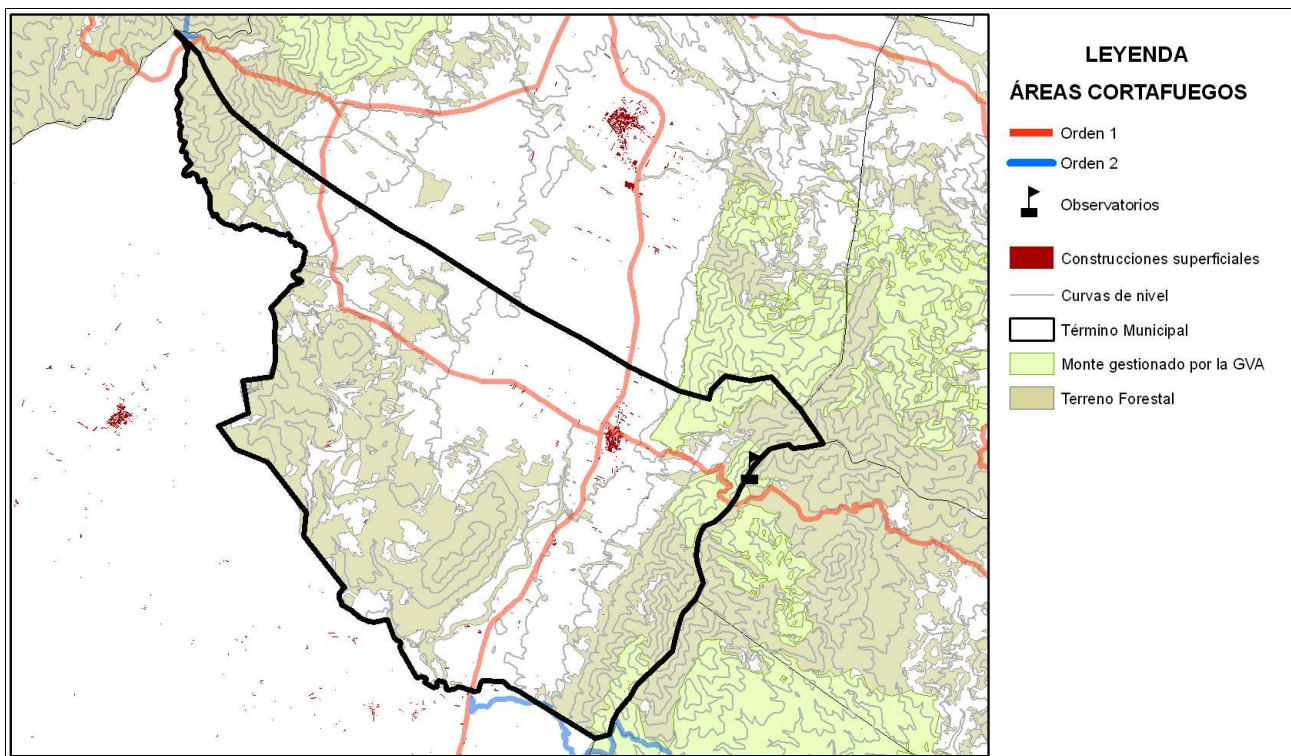 LEYENDA
ÁREAS CORTAFUEGOS
Orden 1
Orden 2
Observatorios
Construcciones superficiales
Curvas de nivel
Término Municipal
Monte gestionado por la GVA
Terreno Forestal